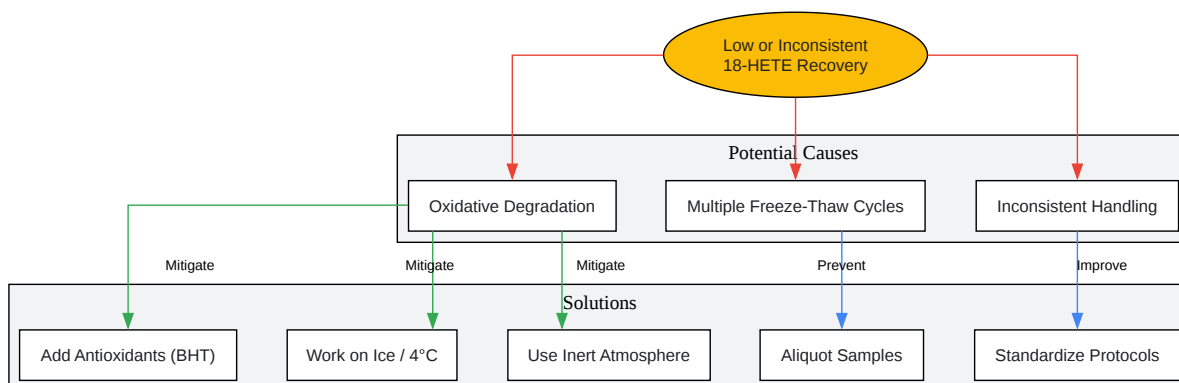 Low or Inconsistent
18-HETE Recovery
Potential Causes
Oxidative Degradation
Multiple Freeze-Thaw Cycles
Inconsistent Handling
Mitigate
Mitigate
Mitigate
Prevent
Improve
Solutions
Add Antioxidants (BHT)
Work on Ice / 4°C
Use Inert Atmosphere
Aliquot Samples
Standardize Protocols